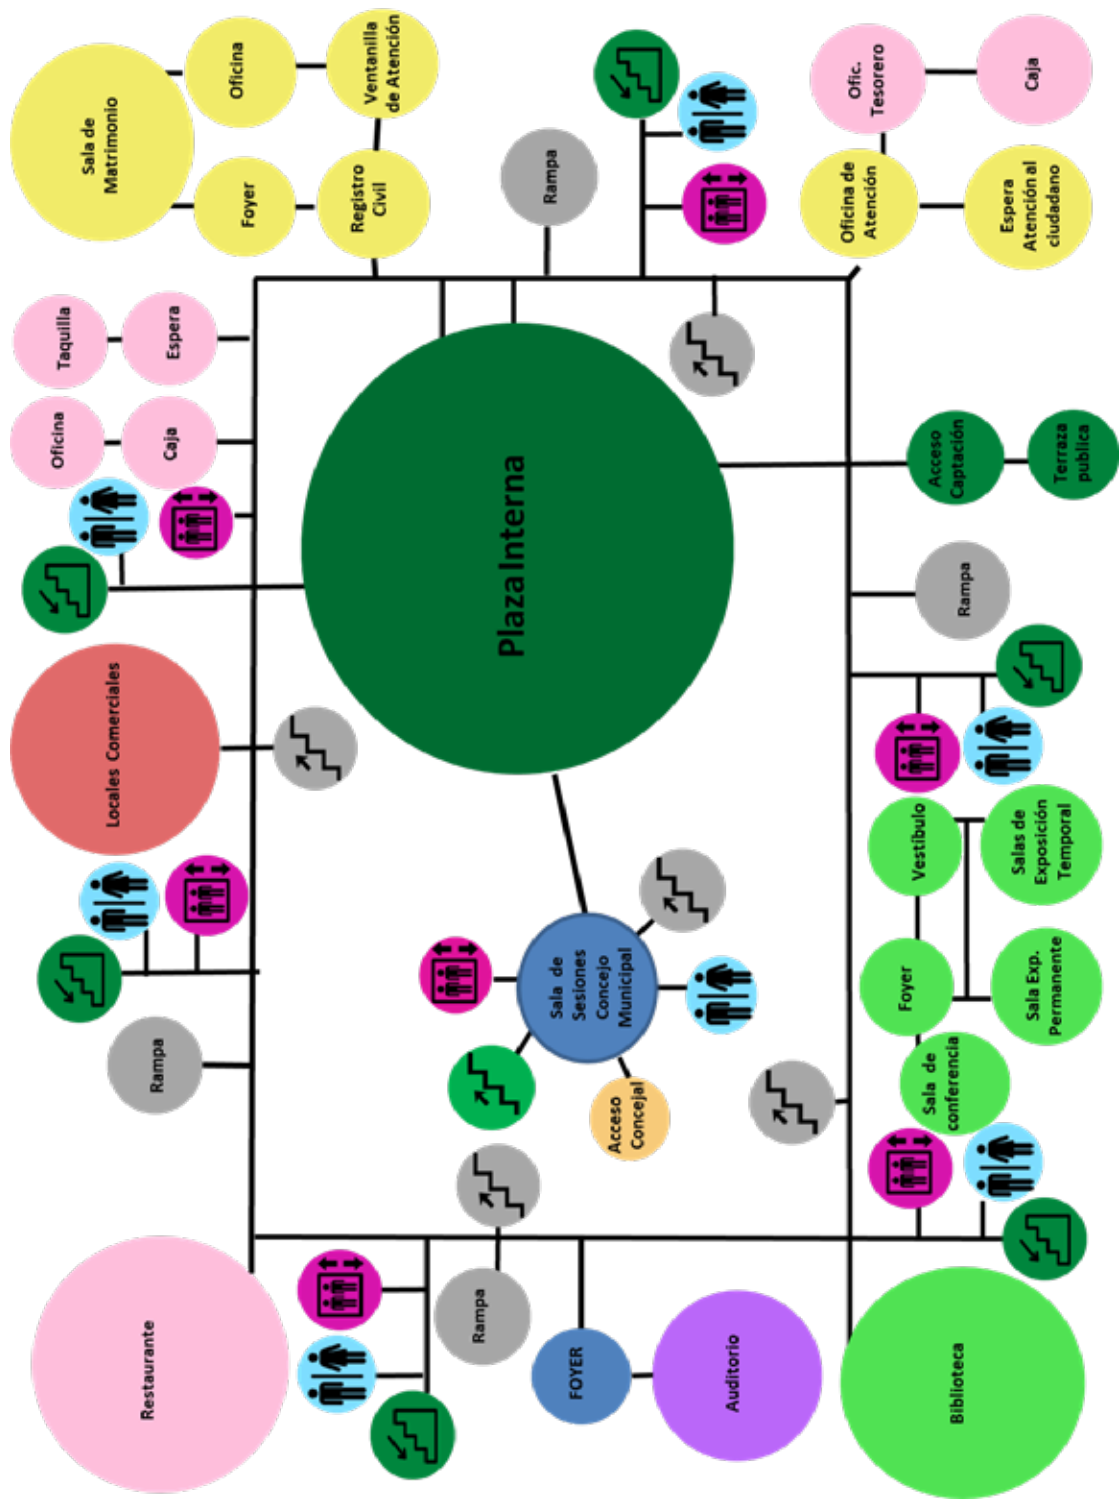 Restaurante
Rampa
Locales Comerciales
Oficina
Caja
Taquilla
Espera
Sala de
Matrimonio
Foyer
Oficina
Registro
Civil
Ventanilla
de Atención
Rampa
Plaza Interna
Rampa
FOYER
Auditorio
Sala de
Sesiones
Concejo
Municipal
Acceso
Concejal
Oficina de
Atención
Ofic.
Tesorero
Espera
Atención al
ciudadano
Caja
Biblioteca
Sala de
conferencia
Foyer
Vestíbulo
Sala Exp.
Permanente
Salas de
Exposición
Temporal
Rampa
Acceso
Captación
Terraza
publica